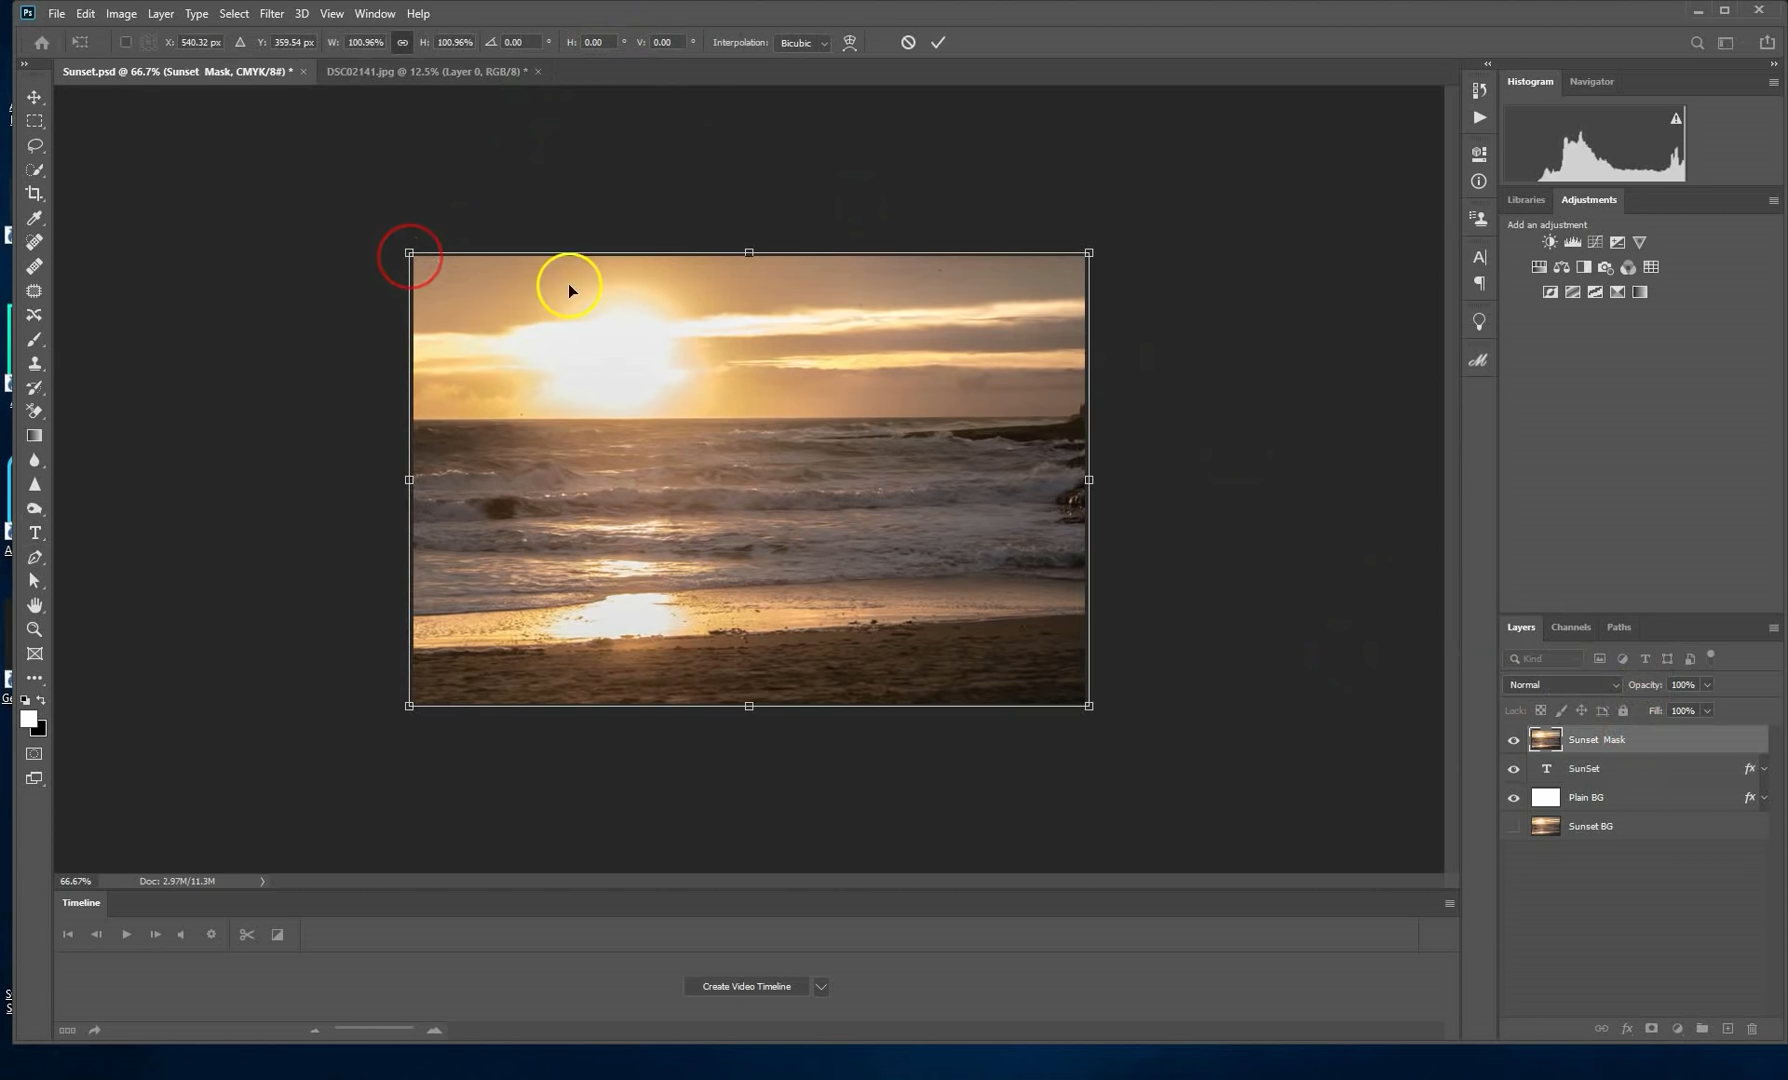 Ps File Edit Image Layer Type Select Filter 3D View Window Help
X: 540.32 px Y: 359.54 px W: 100.96% H: 100.96% 0.00 ° H: 0.00 ° V: 0.00 ° Interpolation: Bicubic
Sunset.psd @ 66.7% (Sunset Mask, CMYK/8#) * × DSC02141.jpg @ 12.5% (Layer 0, RGB/8) * ×
Histogram Navigator
Libraries Adjustments
Add an adjustment
Layers Channels Paths
Kind
Normal Opacity: 100%
Lock: Fill: 100%
Sunset Mask
SunSet fx
Plain BG fx
Sunset BG
66.67% Doc: 2.97M/11.3M
Timeline
Create Video Timeline
fx